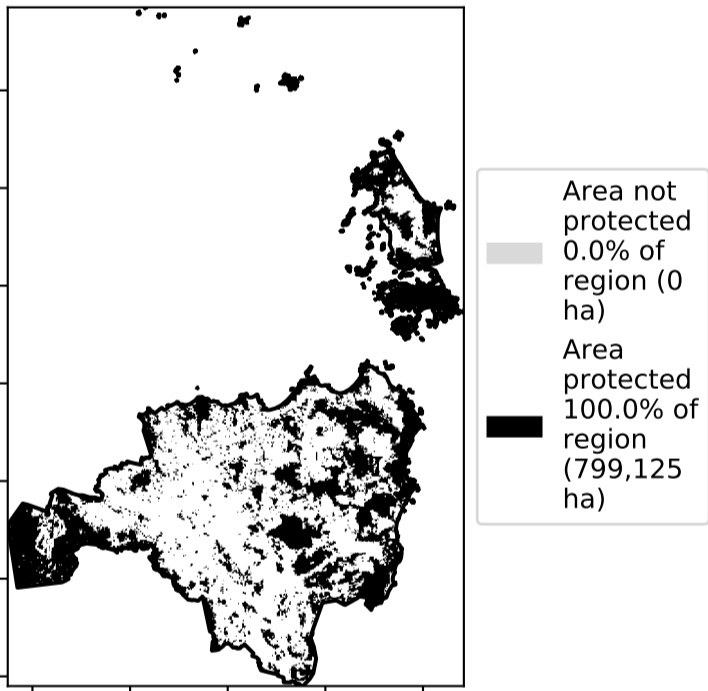 Area not
protected
0.0% of
region (0
ha)
Area
protected
100.0% of
region
(799,125
ha)